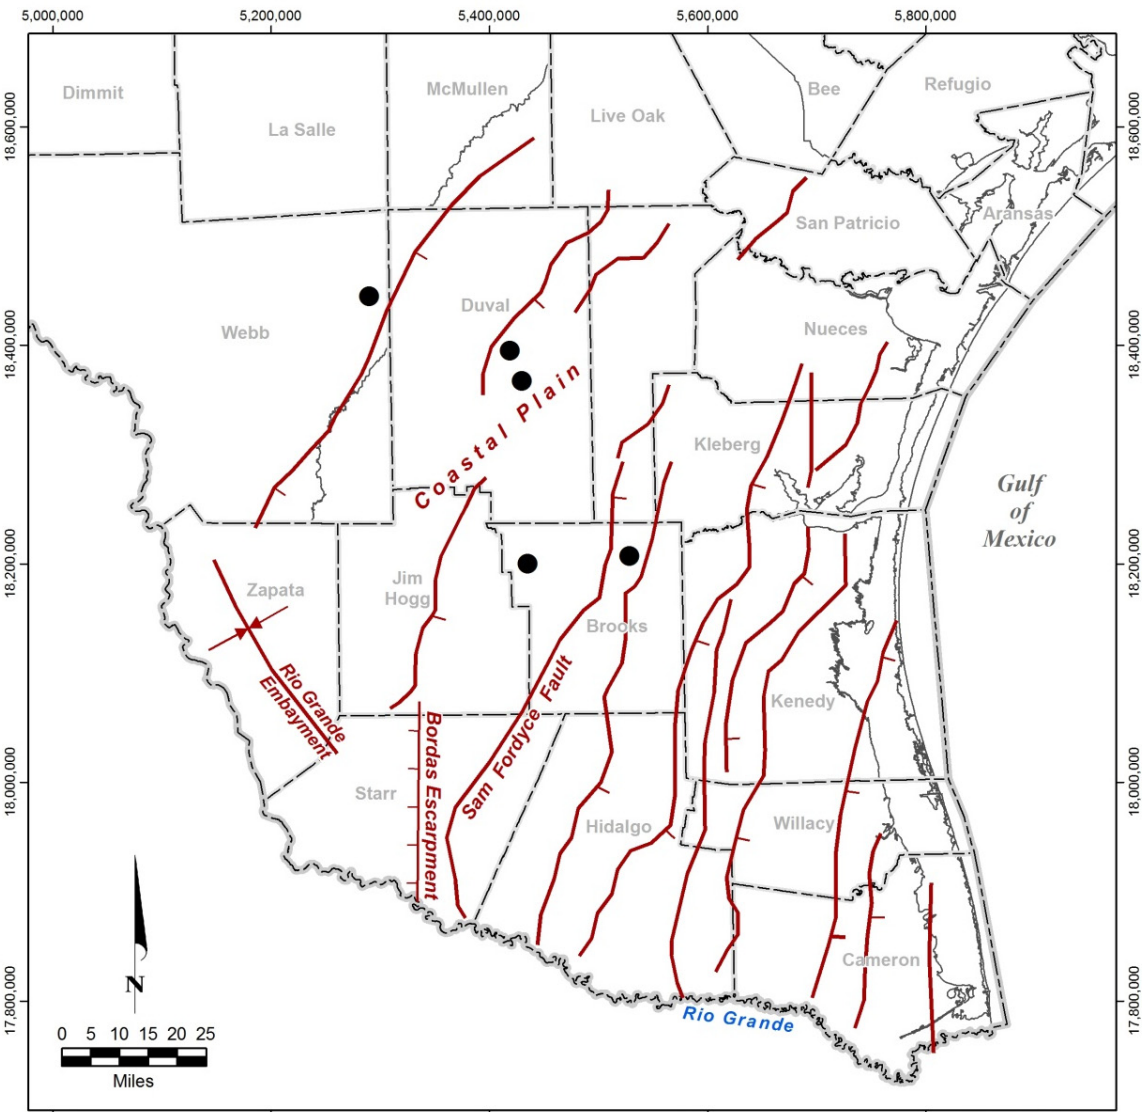 5,000,000
5,200,000
5,400,000
5,600,000
5,800,000
18,600,000
18,600,000
Dimmit
La Salle
McMullen
Live Oak
Bee
Refugio
San Patricio
Aransas
18,400,000
18,400,000
Webb
Duval
Nueces
Coastal Plain
Kleberg
Gulf
of
Mexico
18,200,000
18,200,000
Zapata
Jim
Hogg
Brooks
Rio Grande
Embayment
Bordas Escarpment
Sam Fordyce Fault
Kenedy
18,000,000
18,000,000
Starr
Hidalgo
Willacy
Cameron
17,800,000
17,800,000
N
Rio Grande
0 5 10 15 20 25
Miles